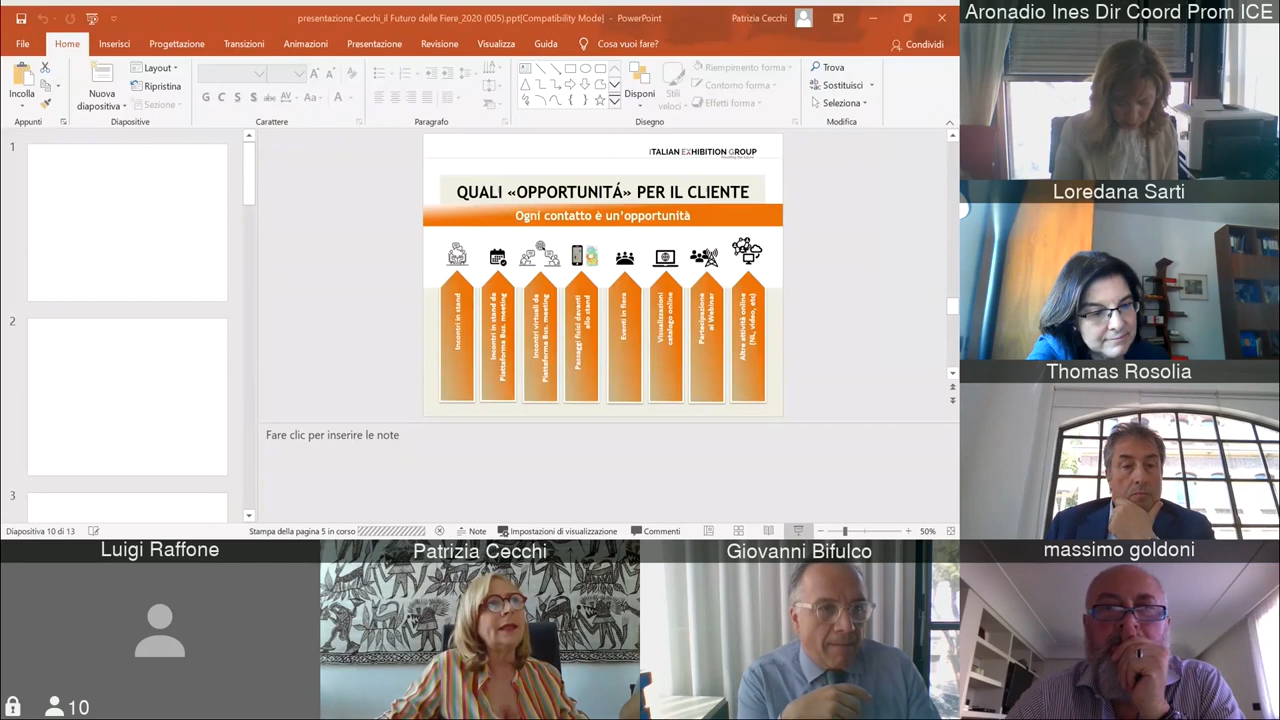 presentazione Cecchi_il Futuro delle Fiere_2020 (005).ppt[Compatibility Mode] - PowerPoint
Patrizia Cecchi
File Home Inserisci Progettazione Transizioni Animazioni Presentazione Revisione Visualizza Guida Cosa vuoi fare? Condividi
Incolla
Appunti
Nuova
diapositiva
Layout
Ripristina
Sezione
Diapositive
G C S S abc AV Aa A
Carattere
Paragrafo
Disponi
Stili
veloci
Riempimento forma
Contorno forma
Effetti forma
Disegno
Trova
Sostituisci
Seleziona
Modifica
1
2
3
ITALIAN EXHIBITION GROUP
QUALI «OPPORTUNITÁ» PER IL CLIENTE
Ogni contatto è un'opportunità
Incontri in stand
Incontri in stand da
Piattaforma Bus. meeting
Incontri virtuali da
Piattaforma Bus. meeting
Passaggi fisici davanti
allo stand
Eventi in fiera
Visualizzazioni
catalogo online
Partecipazione
ai Webinar
Altre attività online
(NL, video, etc)
Fare clic per inserire le note
Diapositiva 10 di 13
Stampa della pagina 5 in corso
Note
Impostazioni di visualizzazione
Commenti
50%
Aronadio Ines Dir Coord Prom ICE
Loredana Sarti
Thomas Rosolia
Luigi Raffone
Patrizia Cecchi
Giovanni Bifulco
massimo goldoni
10